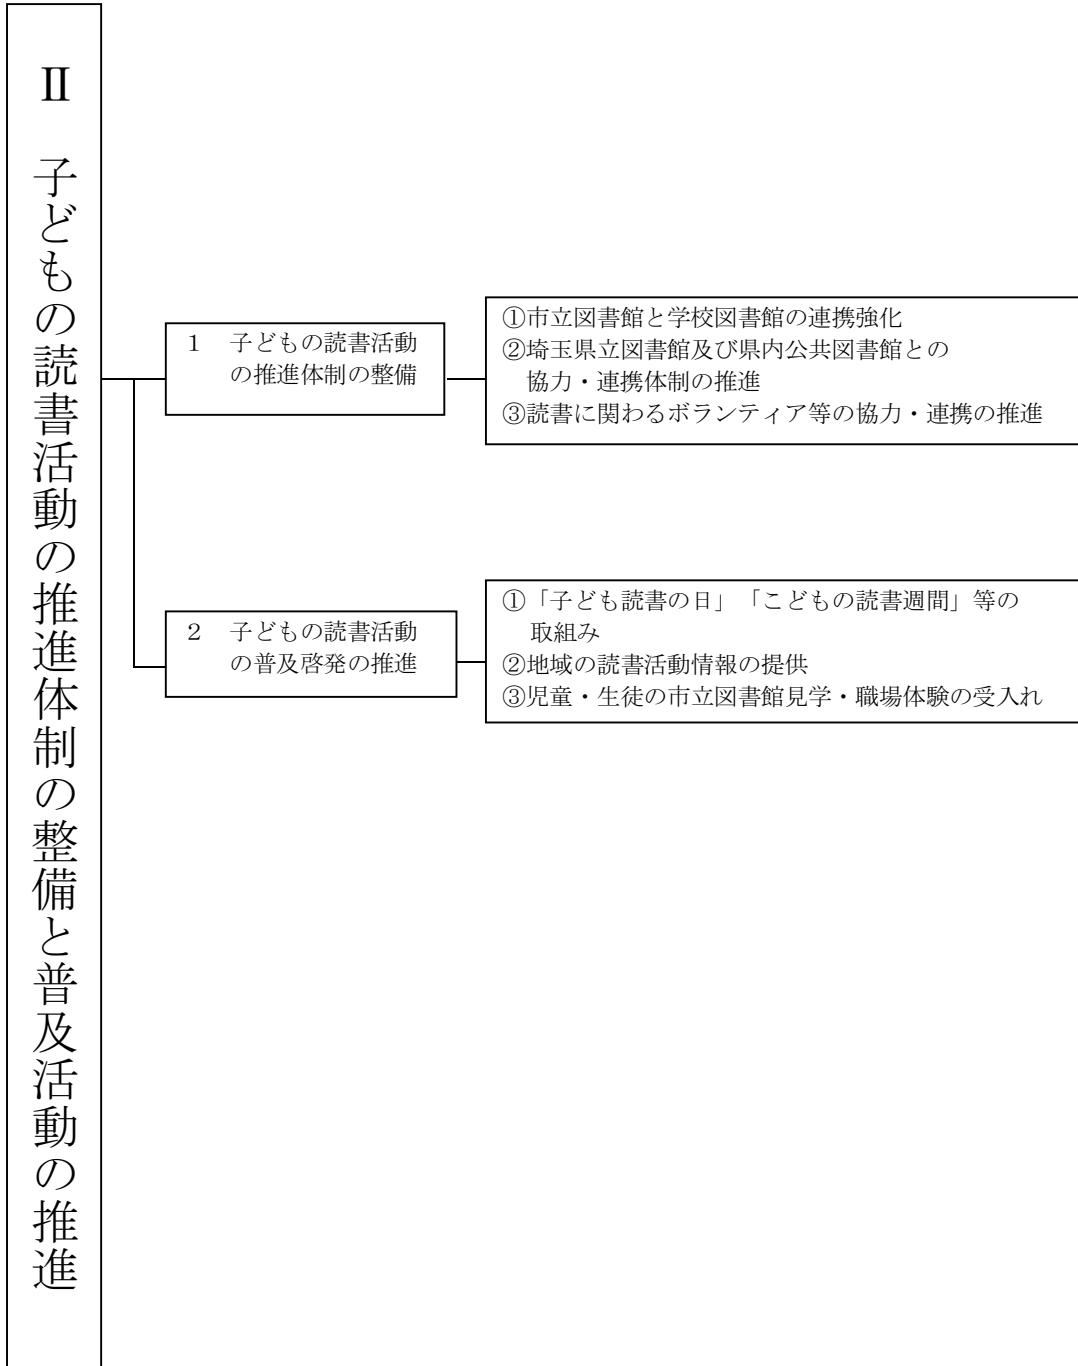 Ⅱ 子どもの読書活動の推進体制の整備と普及活動の推進
１ 子どもの読書活動
の推進体制の整備
①市立図書館と学校図書館の連携強化
②埼玉県立図書館及び県内公共図書館との
協力・連携体制の推進
③読書に関わるボランティア等の協力・連携の推進
２ 子どもの読書活動
の普及啓発の推進
①「子ども読書の日」「こどもの読書週間」等の
取組み
②地域の読書活動情報の提供
③児童・生徒の市立図書館見学・職場体験の受入れ